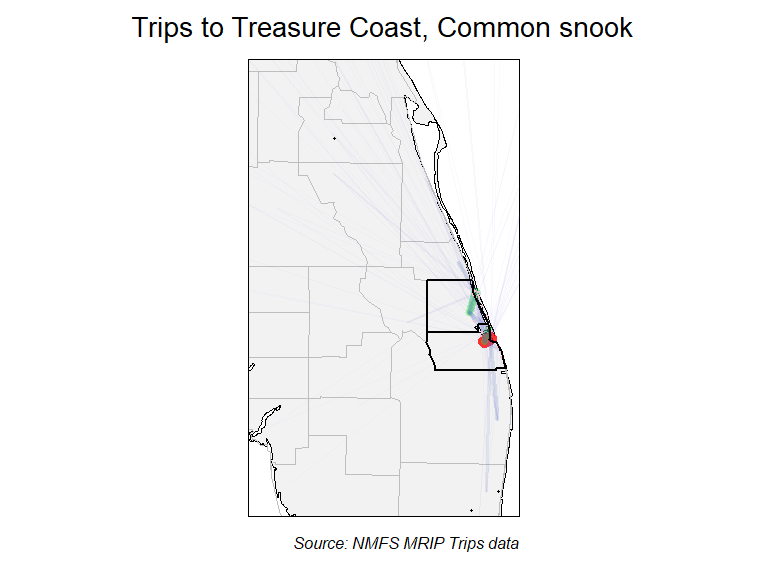 Trips to Treasure Coast, Common snook
Source: NMFS MRIP Trips data